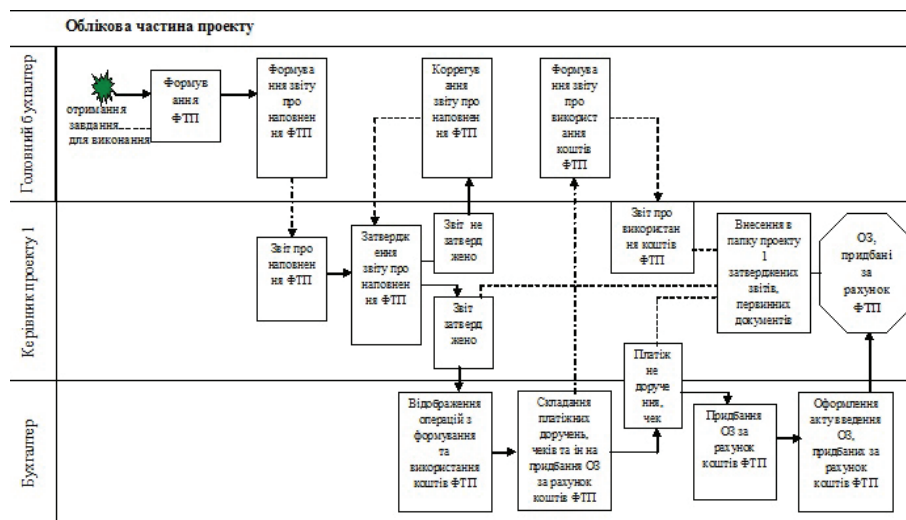 Облікова частина проекту
Головний бухгалтер
отримання
завдання
для виконання
Формув
ання
ФТП
Формува
ння звіту
про
наповнен
ня ФТП
Коррегув
ання
звіту про
наповнен
ня ФТП
Формува
ння звіту
про
використ
ання
коштів
ФТП
Керівник проекту 1
Звіт про
наповнен
ня ФТП
Затвердж
ення
звіту про
наповнен
ня ФТП
Звіт не
затверд
жено
Звіт
затверд
жено
Звіт про
використан
ня коштів
ФТП
Внесення в
папку проекту
1
затверджених
звітів,
первинних
документів
ОЗ,
придбані
за
рахунок
ФТП
Платіж
не
доруче
ння,
чек
Бухгалтер
Відображення
операцій з
формування
та
використання
коштів ФТП
Складання
платіжних
доручень,
чеків та ін на
придбання ОЗ
за рахунок
коштів ФТП
Придбання
ОЗ за
рахунок
коштів ФТП
Оформлення
акту введення
ОЗ,
придбаних за
рахунок
коштів ФТП